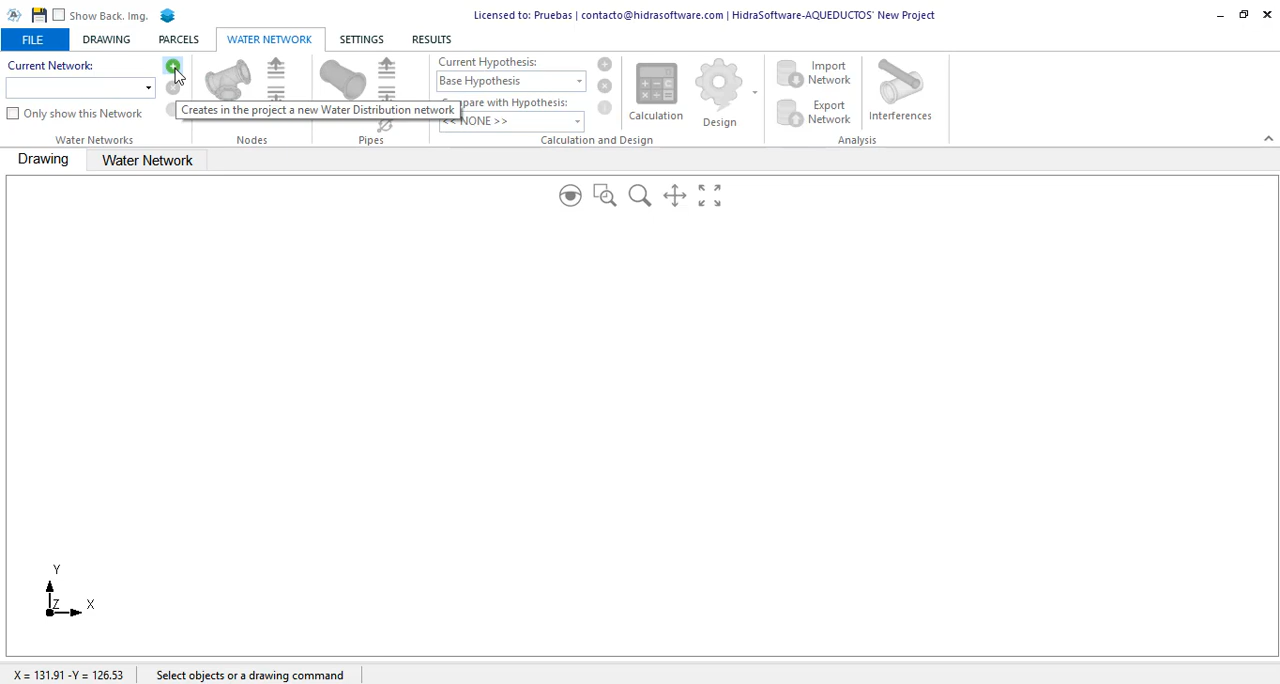 Show Back. Img.
Licensed to: Pruebas | contacto@hidrasoftware.com | HidraSoftware-AQUEDUCTOS' New Project
FILE
DRAWING
PARCELS
WATER NETWORK
SETTINGS
RESULTS
Current Network:
Only show this Network
Water Networks
Creates in the project a new Water Distribution network
Nodes
Pipes
Current Hypothesis:
Base Hypothesis
Compare with Hypothesis:
<< NONE >>
Calculation
Design
Calculation and Design
Import
Network
Export
Network
Interferences
Analysis
Drawing
Water Network
Y
Z
X
X = 131.91 -Y = 126.53
Select objects or a drawing command